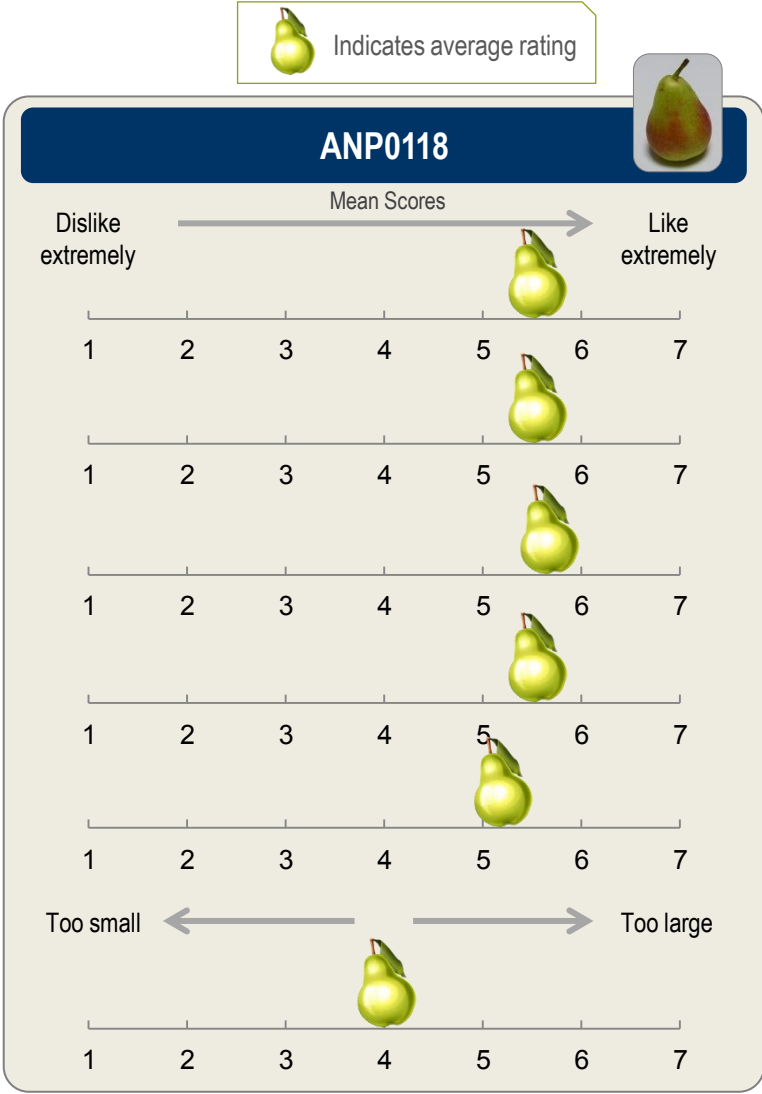 Indicates average rating
ANP0118
Mean Scores
Dislike
extremely
Like
extremely
1 2 3 4 5 6 7
1 2 3 4 5 6 7
1 2 3 4 5 6 7
1 2 3 4 5 6 7
1 2 3 4 5 6 7
Too small
Too large
1 2 3 4 5 6 7